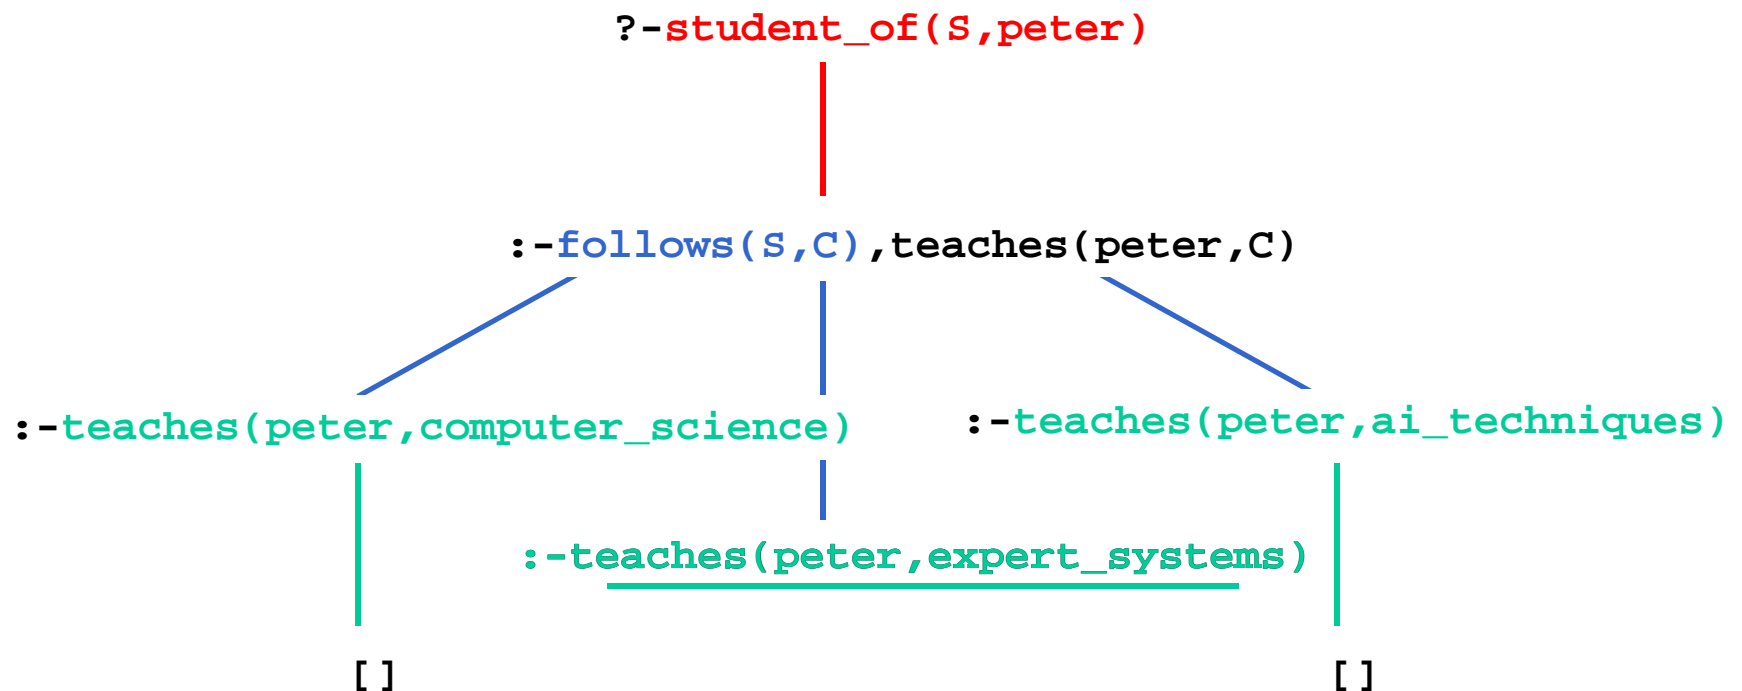 ?-student_of(S,peter)
:-follows(S,C),teaches(peter,C)
:-teaches(peter,computer_science)
:-teaches(peter,ai_techniques)
:-teaches(peter,expert_systems)
[]
[]